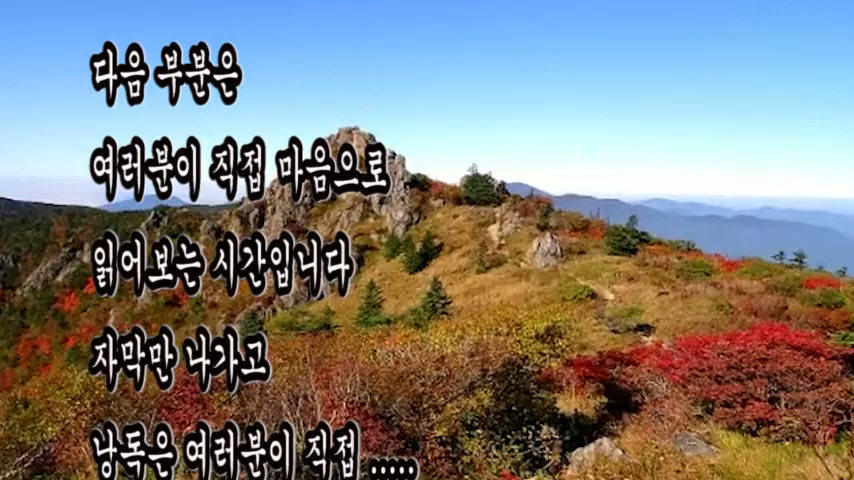 다음 부분은
여러분이 직접 마음으로
읽어보는 시간입니다
자막만 나가고
낭독은 여러분이 직접 .....